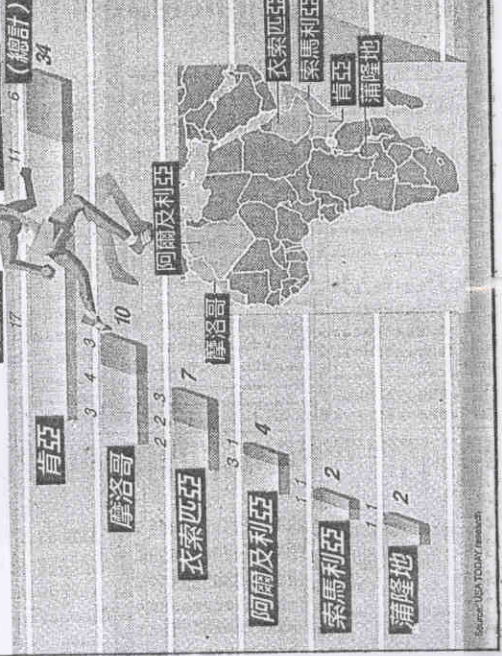 （總計）
肯亞 17 11 6 34
摩洛哥 3 4 3 10
衣索匹亞 2 2 3 7
阿爾及利亞 3 1 4
索馬利亞 1 1 2
蒲隆地 1 1 2
摩洛哥
阿爾及利亞
衣索匹亞
索馬利亞
肯亞
蒲隆地
Source: USA TODAY research